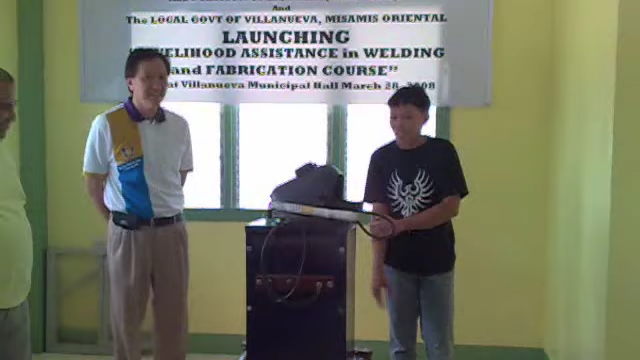 And
The LOCAL GOVT OF VILLANUEVA, MISAMIS ORIENTAL
LAUNCHING
LIVELIHOOD ASSISTANCE in WELDING
and FABRICATION COURSE"
at Villanueva Municipal Hall March 28, 2008